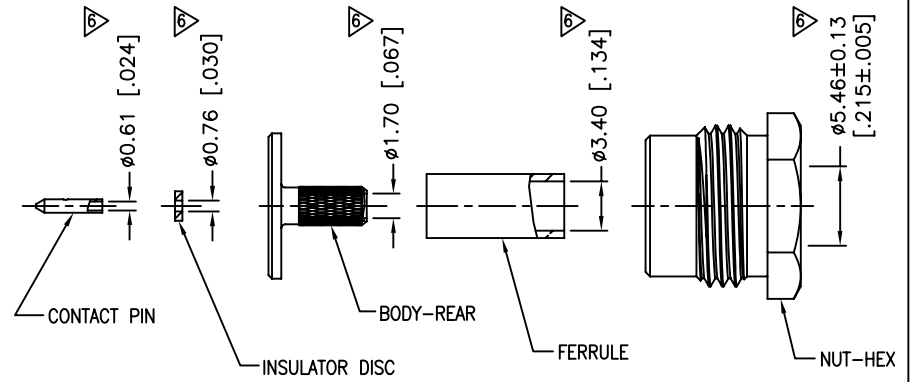 6
6
6
6
6
ø0.61 [.024]
ø0.76 [.030]
ø1.70 [.067]
ø3.40 [.134]
ø5.46±0.13
[.215±.005]
CONTACT PIN
INSULATOR DISC
BODY-REAR
FERRULE
NUT-HEX